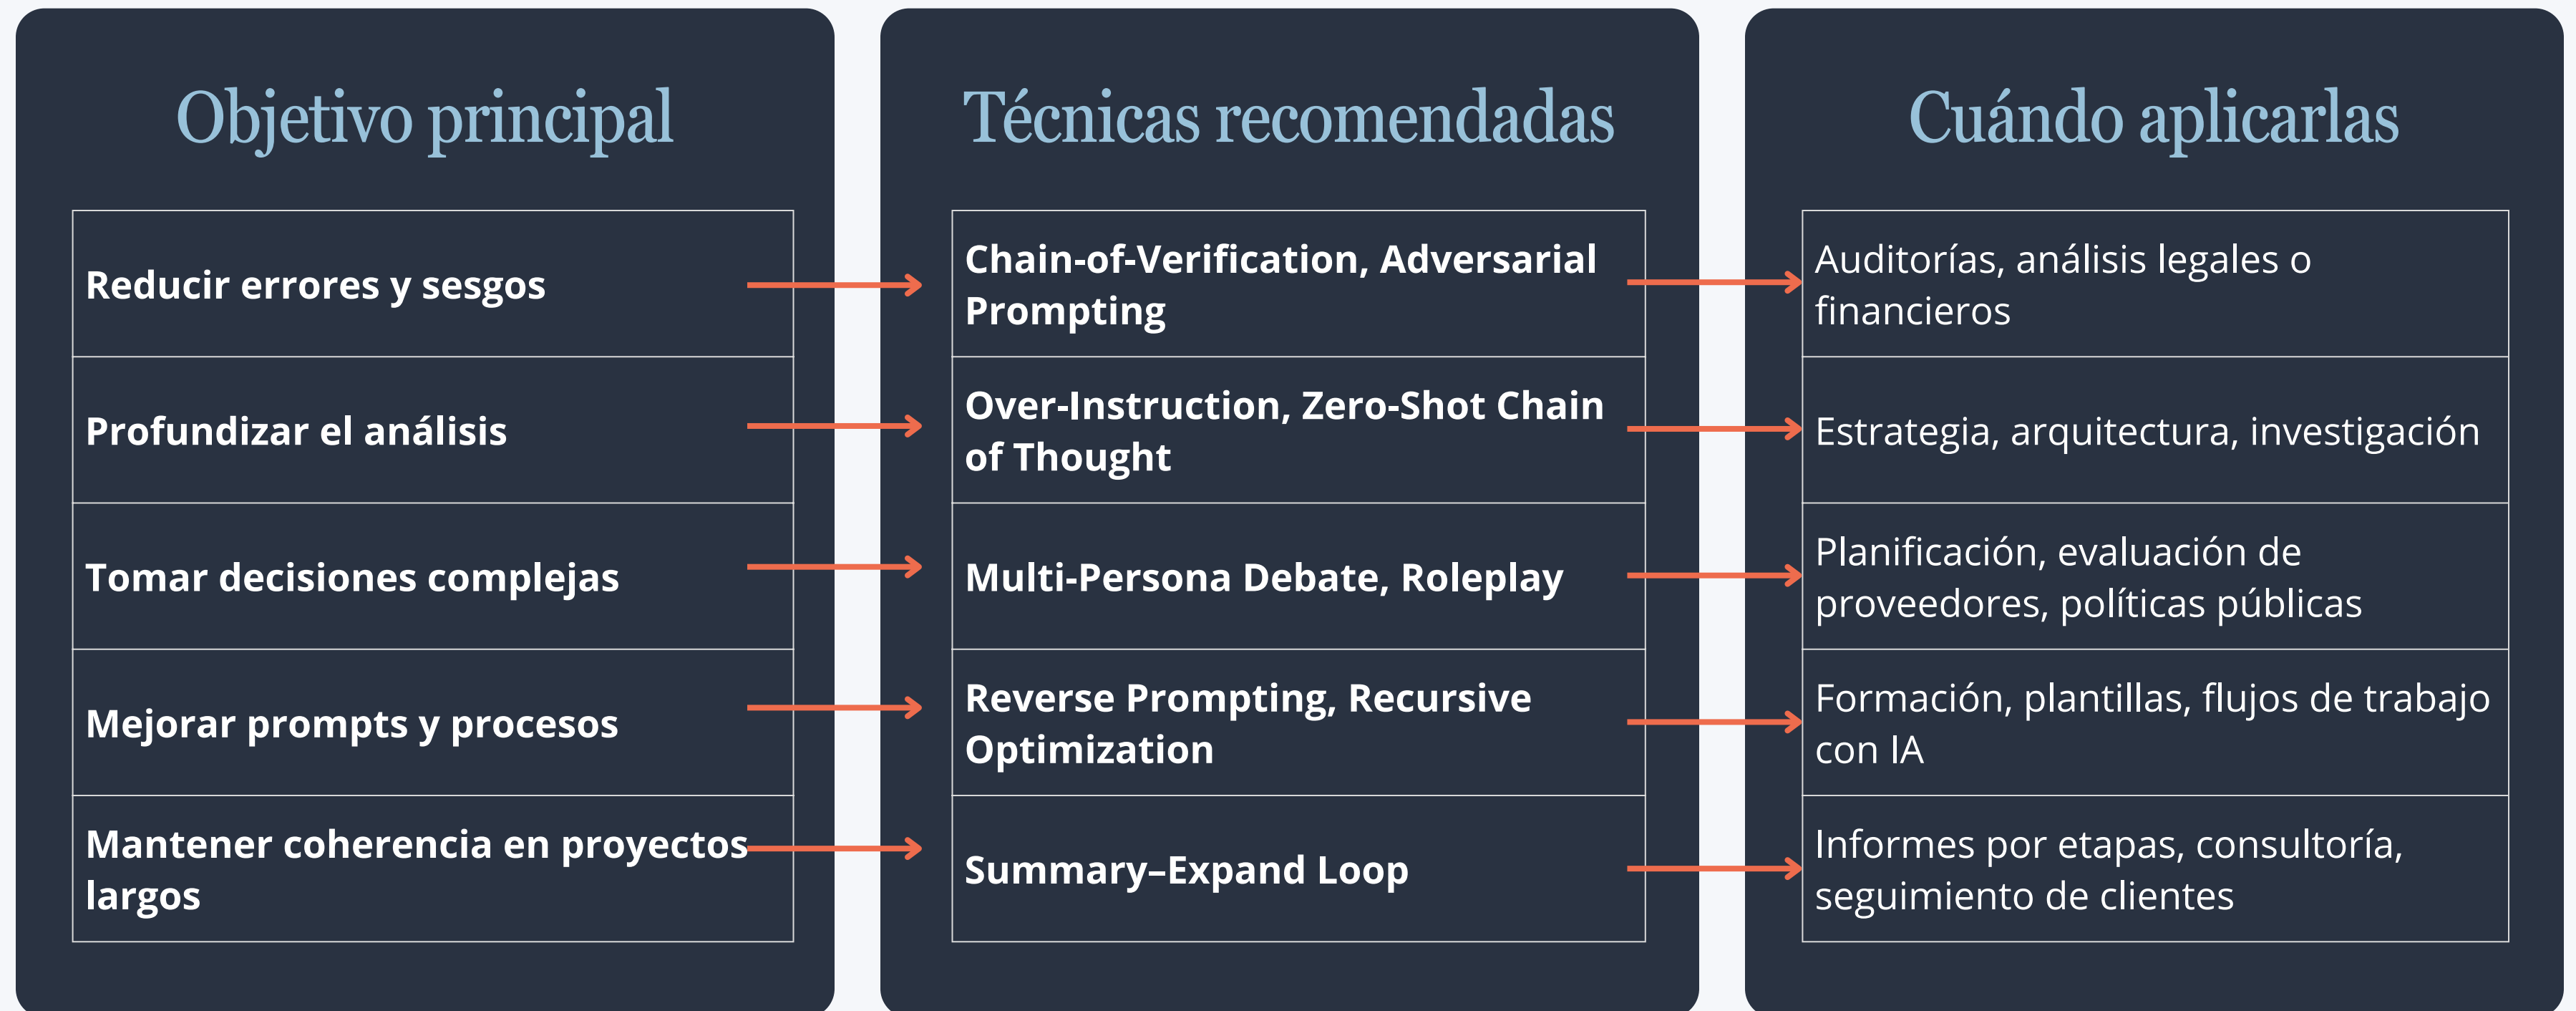 Objetivo principal
Reducir errores y sesgos
Profundizar el análisis
Tomar decisiones complejas
Mejorar prompts y procesos
Mantener coherencia en proyectos
largos
Técnicas recomendadas
Chain-of-Verification, Adversarial
Prompting
Over-Instruction, Zero-Shot Chain
of Thought
Multi-Persona Debate, Roleplay
Reverse Prompting, Recursive
Optimization
Summary–Expand Loop
Cuándo aplicarlas
Auditorías, análisis legales o
financieros
Estrategia, arquitectura, investigación
Planificación, evaluación de
proveedores, políticas públicas
Formación, plantillas, flujos de trabajo
con IA
Informes por etapas, consultoría,
seguimiento de clientes